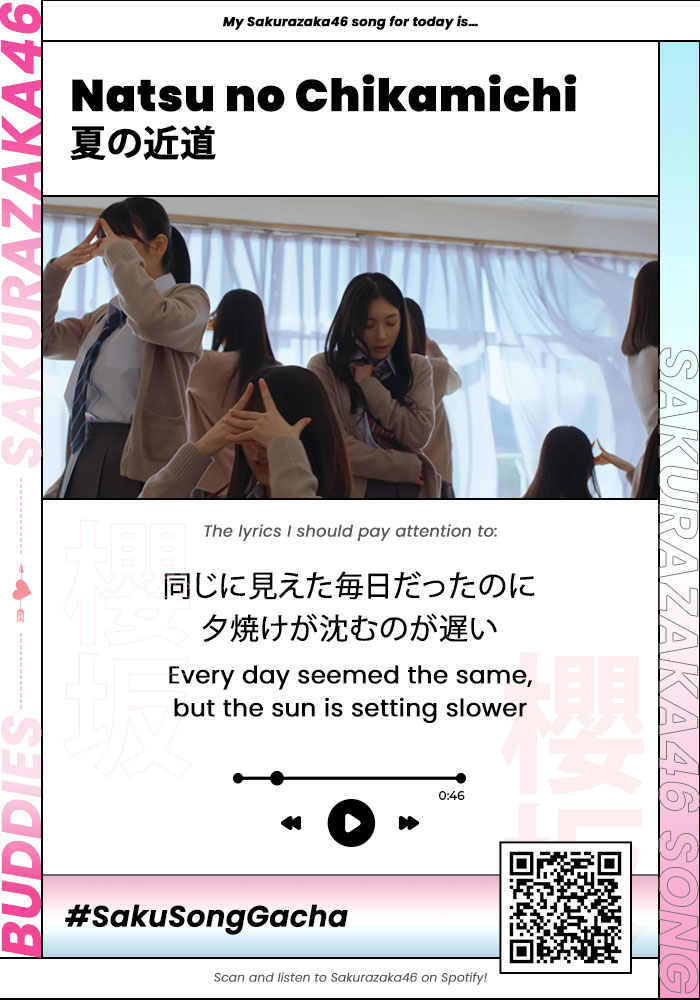 My Sakurazaka46 song for today is...
Natsu no Chikamichi
夏の近道
SAKURAZAKA46
BUDDIES
SAKURAZAKA46 SONG
The lyrics I should pay attention to:
櫻坂
同じに見えた毎日だったのに
夕焼けが沈むのが遅い
Every day seemed the same,
but the sun is setting slower
櫻坂
0:46
#SakuSongGacha
Scan and listen to Sakurazaka46 on Spotify!